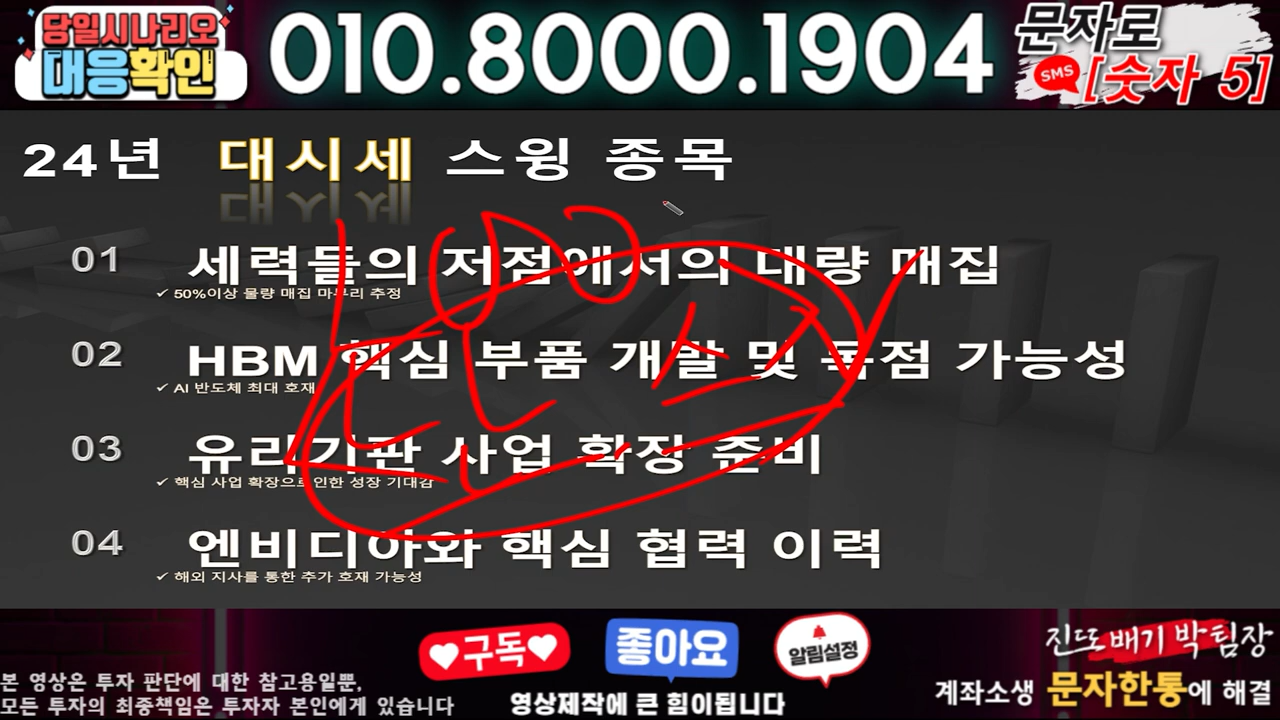 당일시나리오
대응확인
010.8000.1904
문자로
SMS
[숫자 5]
24년 대시세 스윙 종목
01 세력들의 저점에서의 대량 매집
✓ 50%이상 물량 매집 마무리 추정
02 HBM 핵심 부품 개발 및 독점 가능성
✓ AI 반도체 최대 호재
03 유리기판 사업 확장 준비
✓ 핵심 사업 확장으로 인한 성장 기대감
04 엔비디아와 핵심 협력 이력
✓ 해외 지사를 통한 추가 호재 가능성
구독
좋아요
알림설정
영상제작에 큰 힘이됩니다
본 영상은 투자 판단에 대한 참고용일뿐,
모든 투자의 최종책임은 투자자 본인에게 있습니다
진또배기 박팀장
계좌소생 문자한통에 해결